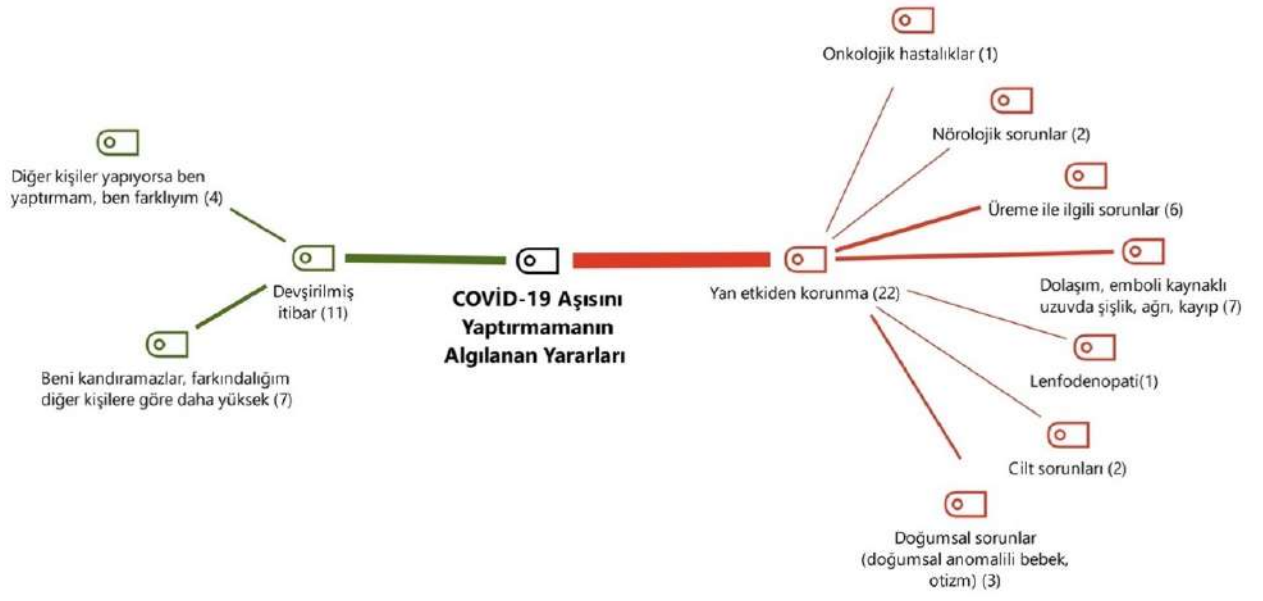 Onkolojik hastalıklar (1)
Nörolojik sorunlar (2)
Diğer kişiler yapıyorsa ben
yaptırmam, ben farklıyım (4)
Üreme ile ilgili sorunlar (6)
Devşirilmiş
itibar (11)
COVİD-19 Aşısını
Yaptırmamanın
Algılanan Yararları
Yan etkiden korunma (22)
Dolaşım, emboli kaynaklı
uzuvda şişlik, ağrı, kayıp (7)
Beni kandıramazlar, farkındalığım
diğer kişilere göre daha yüksek (7)
Lenfodenopati(1)
Cilt sorunları (2)
Doğumsal sorunlar
(doğumsal anomalili bebek,
otizm) (3)